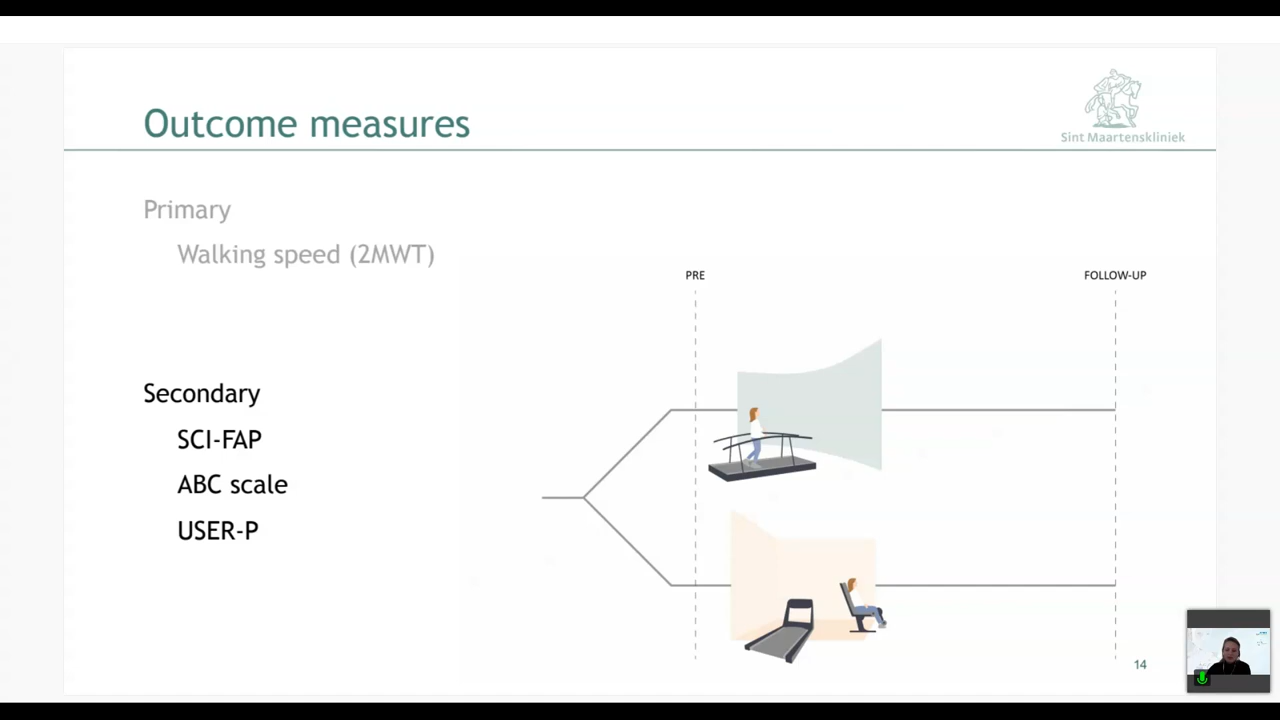 Outcome measures
Sint Maartenskliniek
Primary
Walking speed (2MWT)
PRE
FOLLOW-UP
Secondary
SCI-FAP
ABC scale
USER-P
14